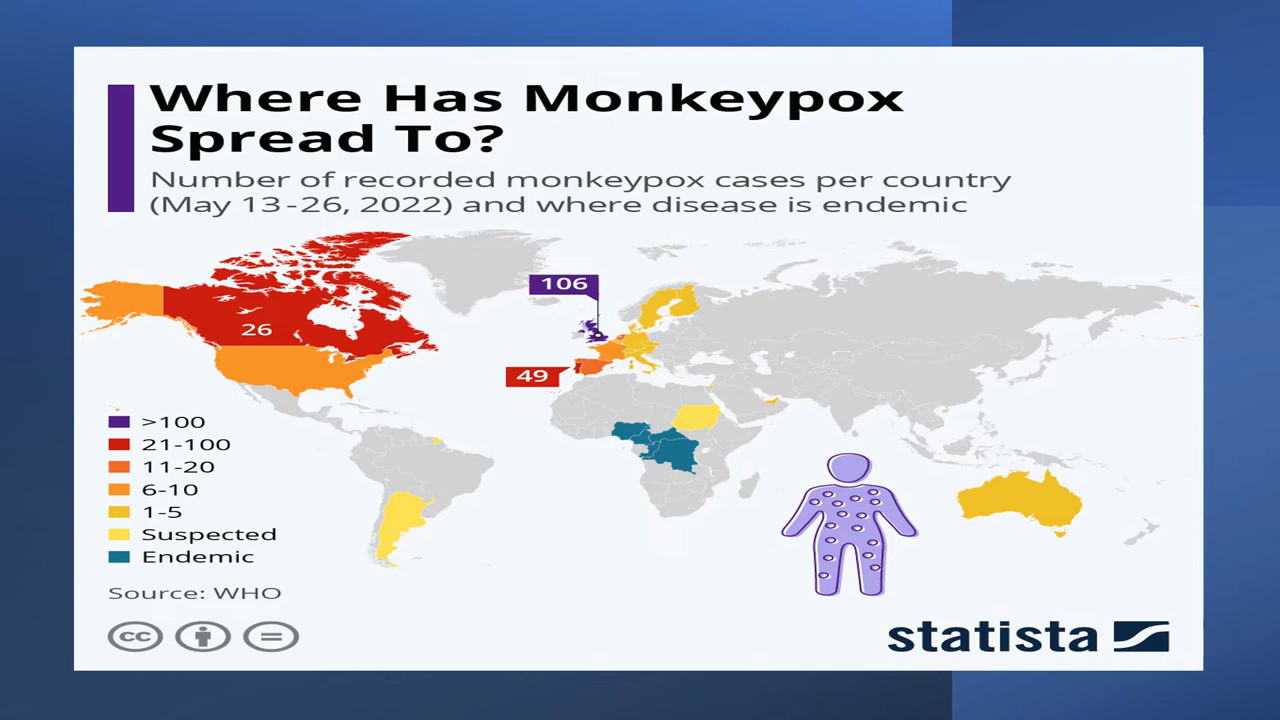 Where Has Monkeypox
Spread To?
Number of recorded monkeypox cases per country
(May 13-26, 2022) and where disease is endemic
106
26
49
>100
21-100
11-20
6-10
1-5
Suspected
Endemic
Source: WHO
cc
statista